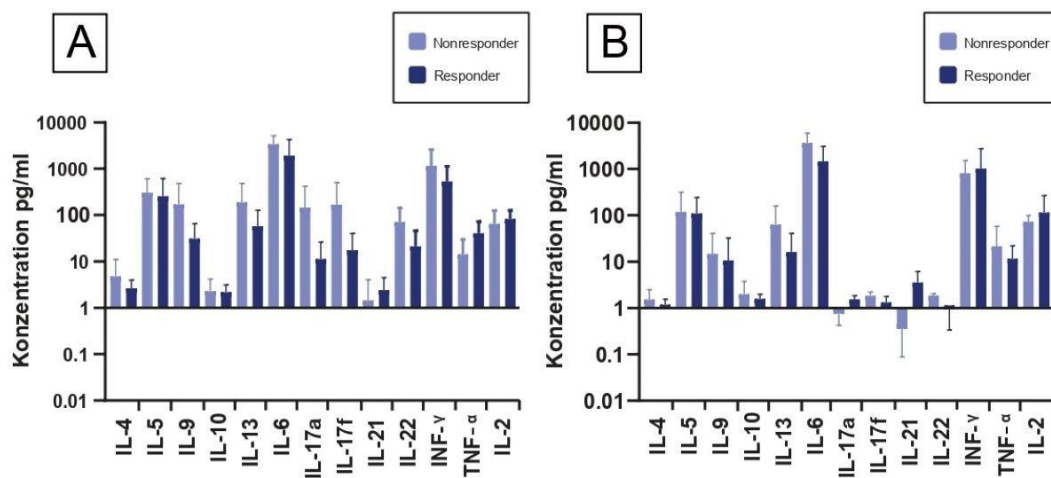 A
Nonresponder
Responder
Konzentration pg/ml
10000
1000
100
10
1
0.1
0.01
IL-4
IL-5
IL-9
IL-10
IL-13
IL-6
IL-17a
IL-17f
IL-21
IL-22
INF-γ
TNF-α
IL-2
B
Nonresponder
Responder
Konzentration pg/ml
10000
1000
100
10
1
0.1
0.01
IL-4
IL-5
IL-9
IL-10
IL-13
IL-6
IL-17a
IL-17f
IL-21
IL-22
INF-γ
TNF-α
IL-2